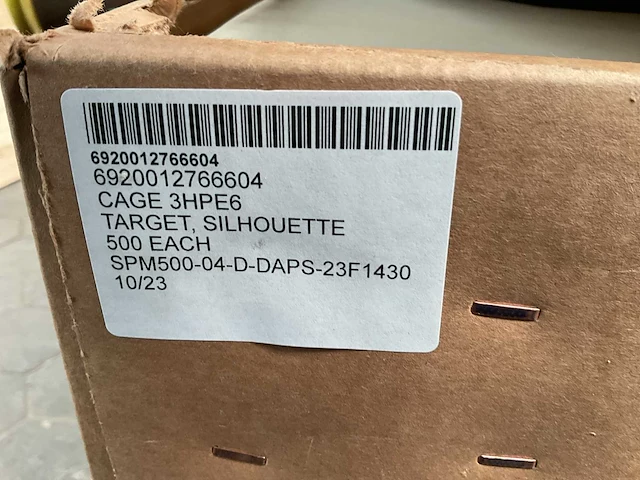 6920012766604
6920012766604
CAGE 3HPE6
TARGET, SILHOUETTE
500 EACH
SPM500-04-D-DAPS-23F1430
10/23